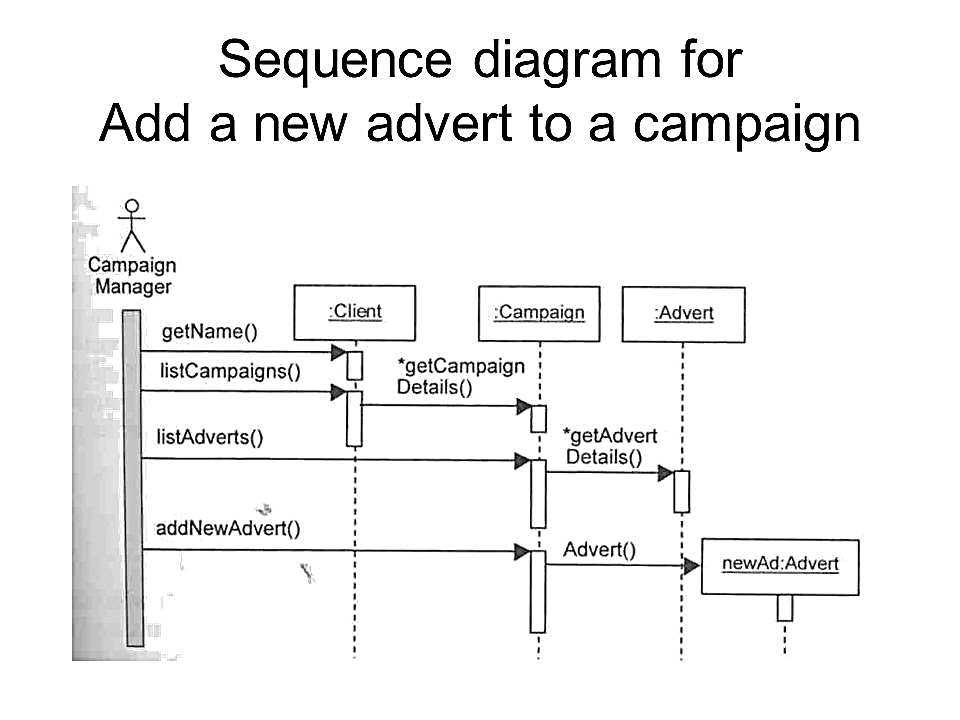 Sequence diagram for
Add a new advert to a campaign
Campaign
Manager
:Client
:Campaign
:Advert
getName()
listCampaigns()
*getCampaign
Details()
listAdverts()
*getAdvert
Details()
addNewAdvert()
Advert()
newAd:Advert